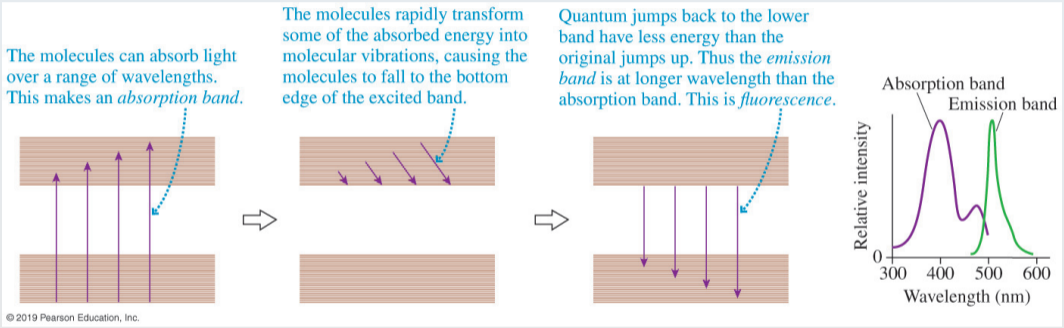 The molecules can absorb light
over a range of wavelengths.
This makes an absorption band.
The molecules rapidly transform
some of the absorbed energy into
molecular vibrations, causing the
molecules to fall to the bottom
edge of the excited band.
Quantum jumps back to the lower
band have less energy than the
original jumps up. Thus the emission
band is at longer wavelength than the
absorption band. This is fluorescence.
Absorption band
Emission band
Relative intensity
0
300 400 500 600
Wavelength (nm)
© 2019 Pearson Education, Inc.